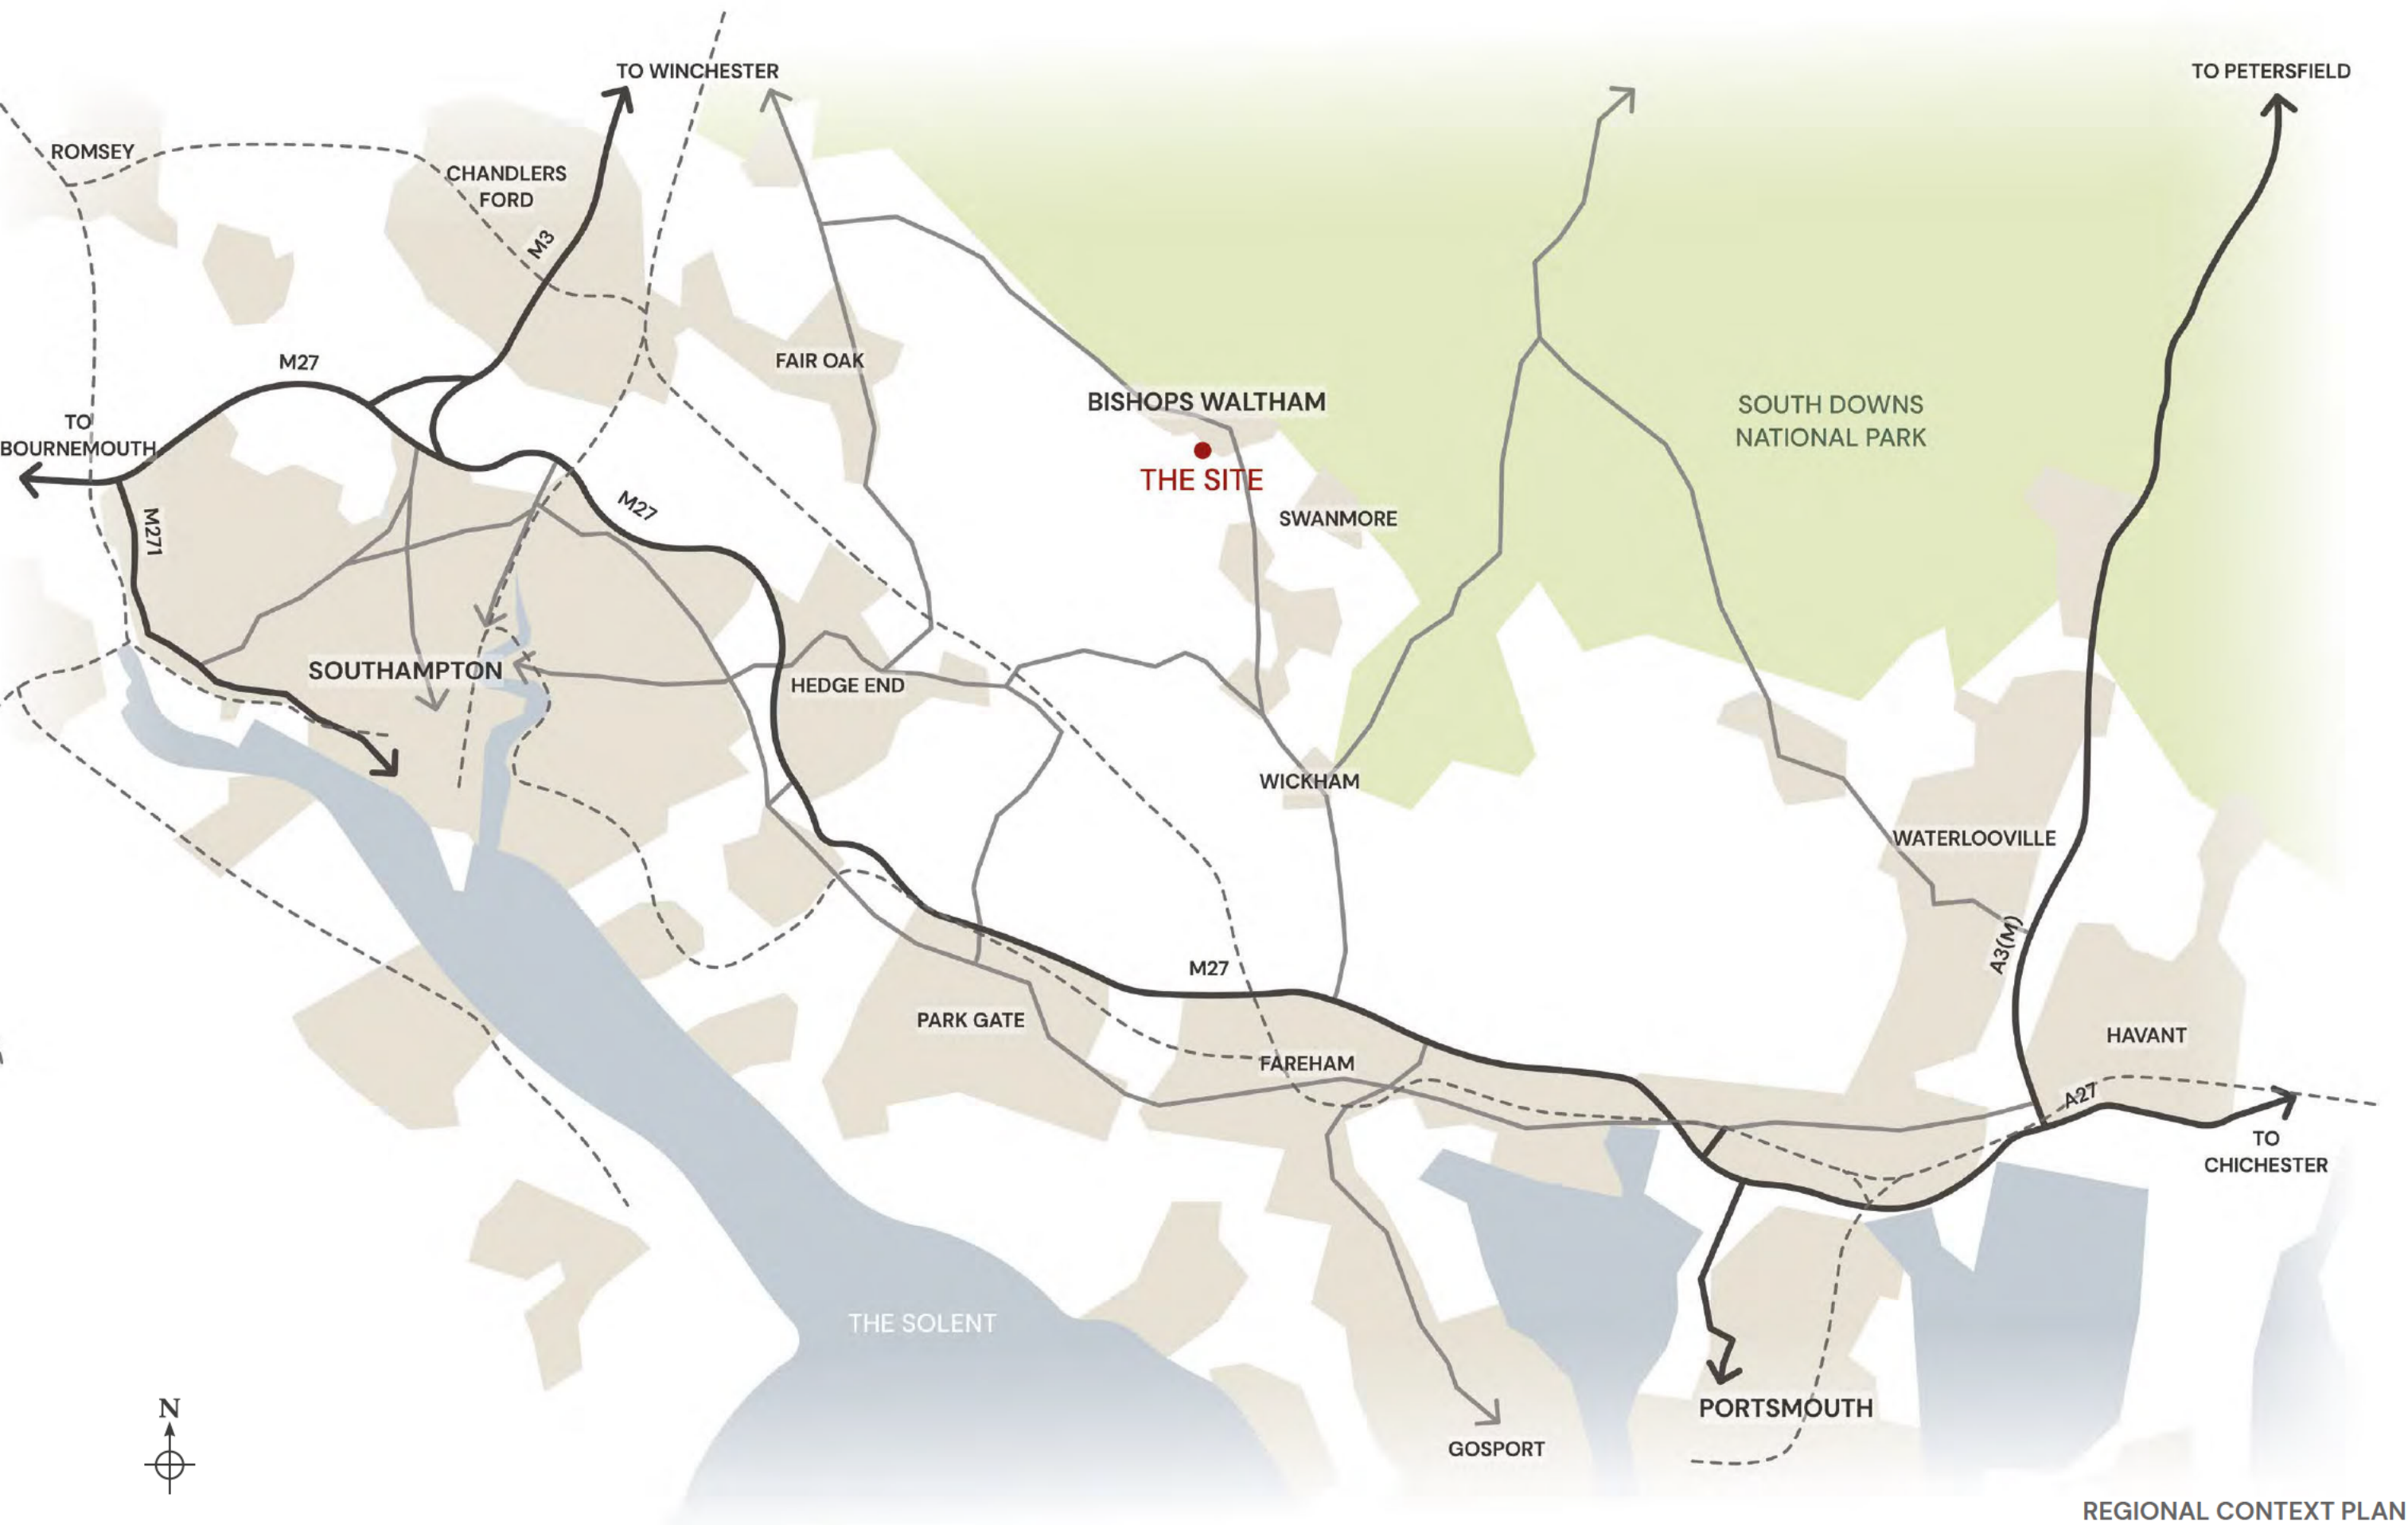 TO WINCHESTER
TO PETERSFIELD
ROMSEY
CHANDLERS
FORD
M3
M27
FAIR OAK
BISHOPS WALTHAM
THE SITE
SOUTH DOWNS
NATIONAL PARK
TO
BOURNEMOUTH
M271
M27
SWANMORE
SOUTHAMPTON
HEDGE END
WICKHAM
WATERLOOVILLE
A3(M)
M27
PARK GATE
FAREHAM
HAVANT
A27
TO
CHICHESTER
THE SOLENT
PORTSMOUTH
GOSPORT
N
REGIONAL CONTEXT PLAN